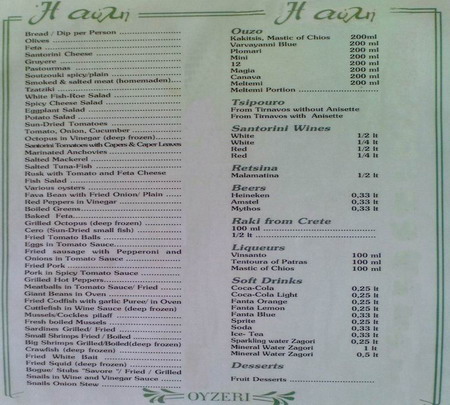 Η αυλη
Bread / Dip per Person
Olives
Feta
Santorini Cheese
Gruyere
Pastourmas
Soutzouki spicy/plain
Smoked & salted meat (homemaden)
Tzatziki
White Fish-Roe Salad
Spicy Cheese Salad
Eggplant Salad
Potato Salad
Sun-Dried Tomatoes
Tomato, Onion, Cucumber
Octopus in Vinegar (deep frozen)
Santorini Tomatoes with Capers & Caper Leaves
Marinated Anchovies
Salted Mackerel
Salted Tuna-Fish
Rusk with Tomato and Feta Cheese
Fish Salad
Various oysters
Fava Bean with Fried Onion/ Plain
Red Peppers in Vinegar
Boiled Greens
Baked Feta
Grilled Octopus (deep frozen)
Cero (Sun-Dried small fish)
Fried Tomato Balls
Eggs in Tomato Sauce
Fried sausage with Pepperoni and
Onions in Tomato Sauce
Fried Pork
Pork in Spicy Tomato Sauce
Grilled Hot Peppers
Meatballs in Tomato Sauce/ Fried
Giant Beans in Oven
Fried Codfish with garlic Puree/ in Oven
Cuttlefish in Wine Sauce (deep frozen)
Mussels/Cockles pilaff
Fresh boiled Mussels
Sardines Grilled/ Fried
Small Shrimps Fried / Boiled
Big Shrimps Grilled/Boiled(deep frozen)
Crawfish (deep frozen)
Fried White Bait
Fried Squid (deep frozen)
Bogue/ Stuba "Savore "/ Fried / Grilled
Snails in Wine and Vinegar Sauce
Snails Onion Stew
Η αυλη
Ouzo
Kakitsis, Mastic of Chios 200ml
Varvayanni Blue 200 ml
Plomari 200 ml
Mini 200 ml
12 200 ml
Magia 200 ml
Canava 200 ml
Meltemi 200 ml
Meltemi Portion
Tsipouro
From Tirnavos without Anisette
From Tirnavos with Anisette
Santorini Wines
White 1/2 lt
White 1/4 lt
Red 1/2 lt
Red 1/4 lt
Retsina
Malamatina 1/2 lt
Beers
Heineken 0,33 lt
Amstel 0,33 lt
Mythos 0,33 lt
Raki from Crete
100 ml
1/2 lt
Liqueurs
Vinsanto 100 ml
Tentoura of Patras 100 ml
Mastic of Chios 100 ml
Soft Drinks
Coca-Cola 0,25 lt
Coca-Cola Light 0,25 lt
Fanta Orange 0,25 lt
Fanta Lemon 0,25 lt
Fanta Blue 0,33 lt
Sprite 0,25 lt
Soda 0,33 lt
Ice- Tea 0,33 lt
Sparkling water Zagori 0,25 lt
Mineral Water Zagori 1 lt
Mineral Water Zagori 0,5 lt
Desserts
Fruit Desserts
OYZERI